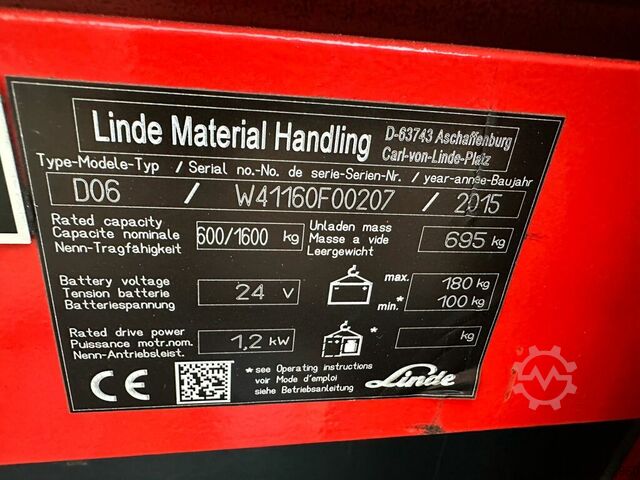 Linde Material Handling D-63743 Aschaffenburg
Carl-von-Linde-Platz
Type-Modele-Typ / Serial no.-No. de serie-Serien-Nr. / year-annee-Baujahr
D06 / W41160F00207 / 2015
Rated capacity
Capacite nominale
Nenn-Tragfähigkeit
600/1600 kg
Unladen mass
Masse a vide
Leergewicht
695 kg
Battery voltage
Tension batterie
Batteriespannung
24 V
max. 180 kg
min.* 100 kg
Rated drive power
Puissance motr.nom.
Nenn-Antriebsleist.
1,2 kW
* kg
CE
* see Operating instructions
voir Mode d'emploi
siehe Betriebsanleitung
Linde